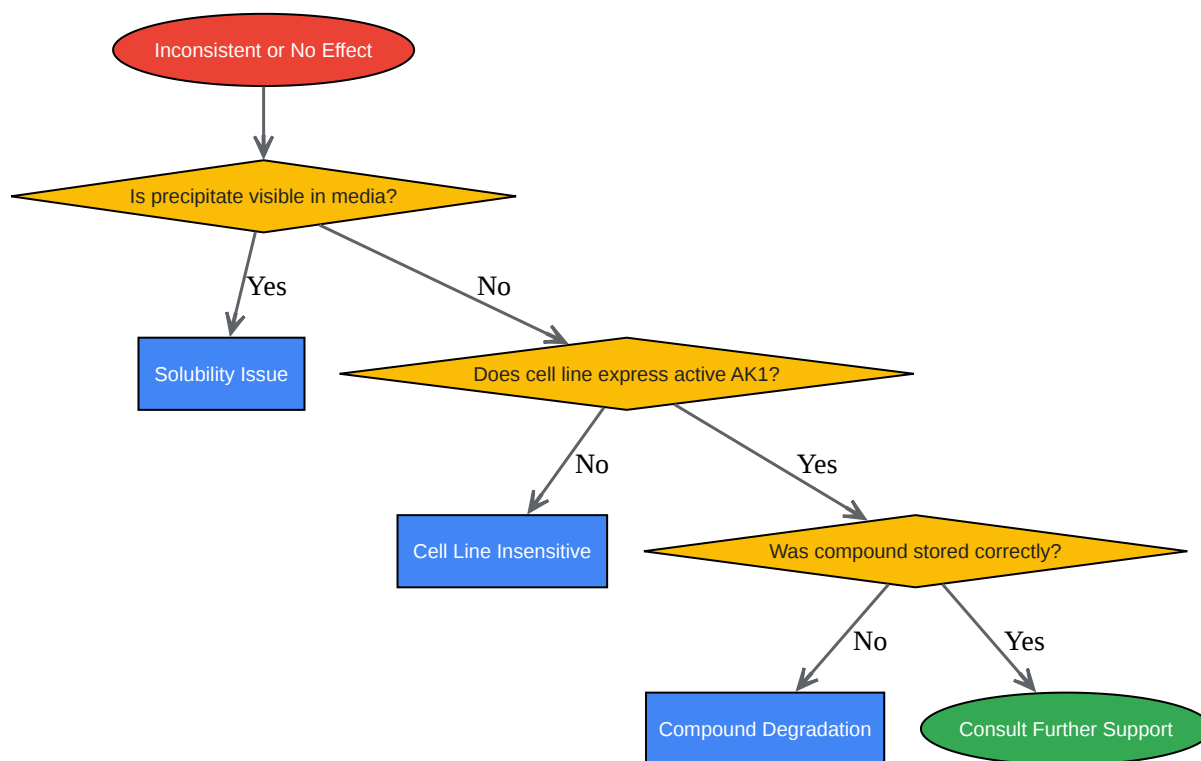 Inconsistent or No Effect
Is precipitate visible in media?
Yes
No
Solubility Issue
Does cell line express active AK1?
No
Yes
Cell Line Insensitive
Was compound stored correctly?
No
Yes
Compound Degradation
Consult Further Support